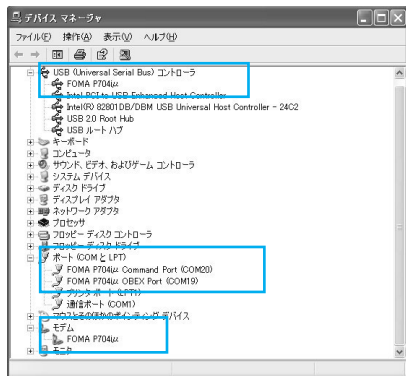 デバイス マネージャ
ファイル(F) 操作(A) 表示(V) ヘルプ(H)
USB (Universal Serial Bus) コントローラ
FOMA P704iμ
Intel PCI to USB Enhanced Host Controller
Intel(R) 82801DB/DBM USB Universal Host Controller - 24C2
USB 2.0 Root Hub
USB ルート ハブ
キーボード
コンピュータ
サウンド、ビデオ、およびゲーム コントローラ
システム デバイス
ディスク ドライブ
ディスプレイ アダプタ
ネットワーク アダプタ
プロセッサ
フロッピー ディスク コントローラ
フロッピー ディスク ドライブ
ポート (COM と LPT)
FOMA P704iμ Command Port (COM20)
FOMA P704iμ OBEX Port (COM19)
プリンタ ポート (LPT1)
通信ポート (COM1)
マウスとそのほかのポインティング デバイス
モデム
FOMA P704iμ
モニタ